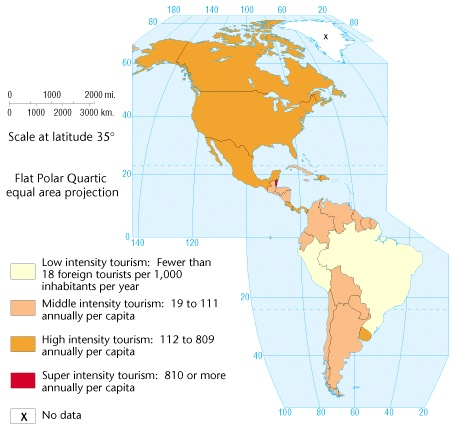 180 140 100 60 20
80 80
x
60 60
0 1000 2000 mi.
0 1000 2000 3000 km.
40 40
Scale at latitude 35°
20 20
Flat Polar Quartic
equal area projection
0 0
140 120
Low intensity tourism: Fewer than
18 foreign tourists per 1,000
inhabitants per year
Middle intensity tourism: 19 to 111
annually per capita
20
High intensity tourism: 112 to 809
annually per capita
40
Super intensity tourism: 810 or more
annually per capita
x No data
100 80 60 40 20